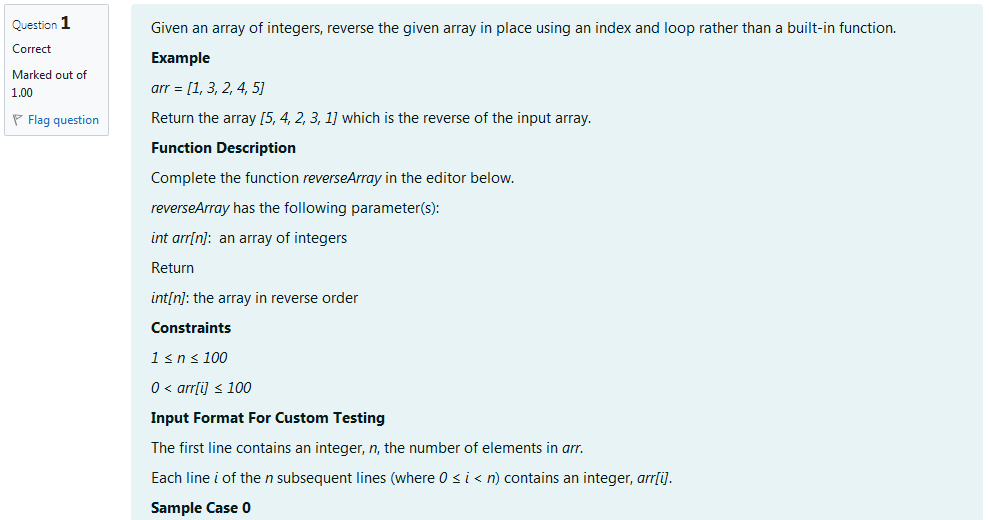 Question 1
Correct
Marked out of
1.00
Flag question
Given an array of integers, reverse the given array in place using an index and loop rather than a built-in function.
Example
arr = [1, 3, 2, 4, 5]
Return the array [5, 4, 2, 3, 1] which is the reverse of the input array.
Function Description
Complete the function reverseArray in the editor below.
reverseArray has the following parameter(s):
int arr[n]: an array of integers
Return
int[n]: the array in reverse order
Constraints
1 ≤ n ≤ 100
0 < arr[i] ≤ 100
Input Format For Custom Testing
The first line contains an integer, n, the number of elements in arr.
Each line i of the n subsequent lines (where 0 ≤ i < n) contains an integer, arr[i].
Sample Case 0